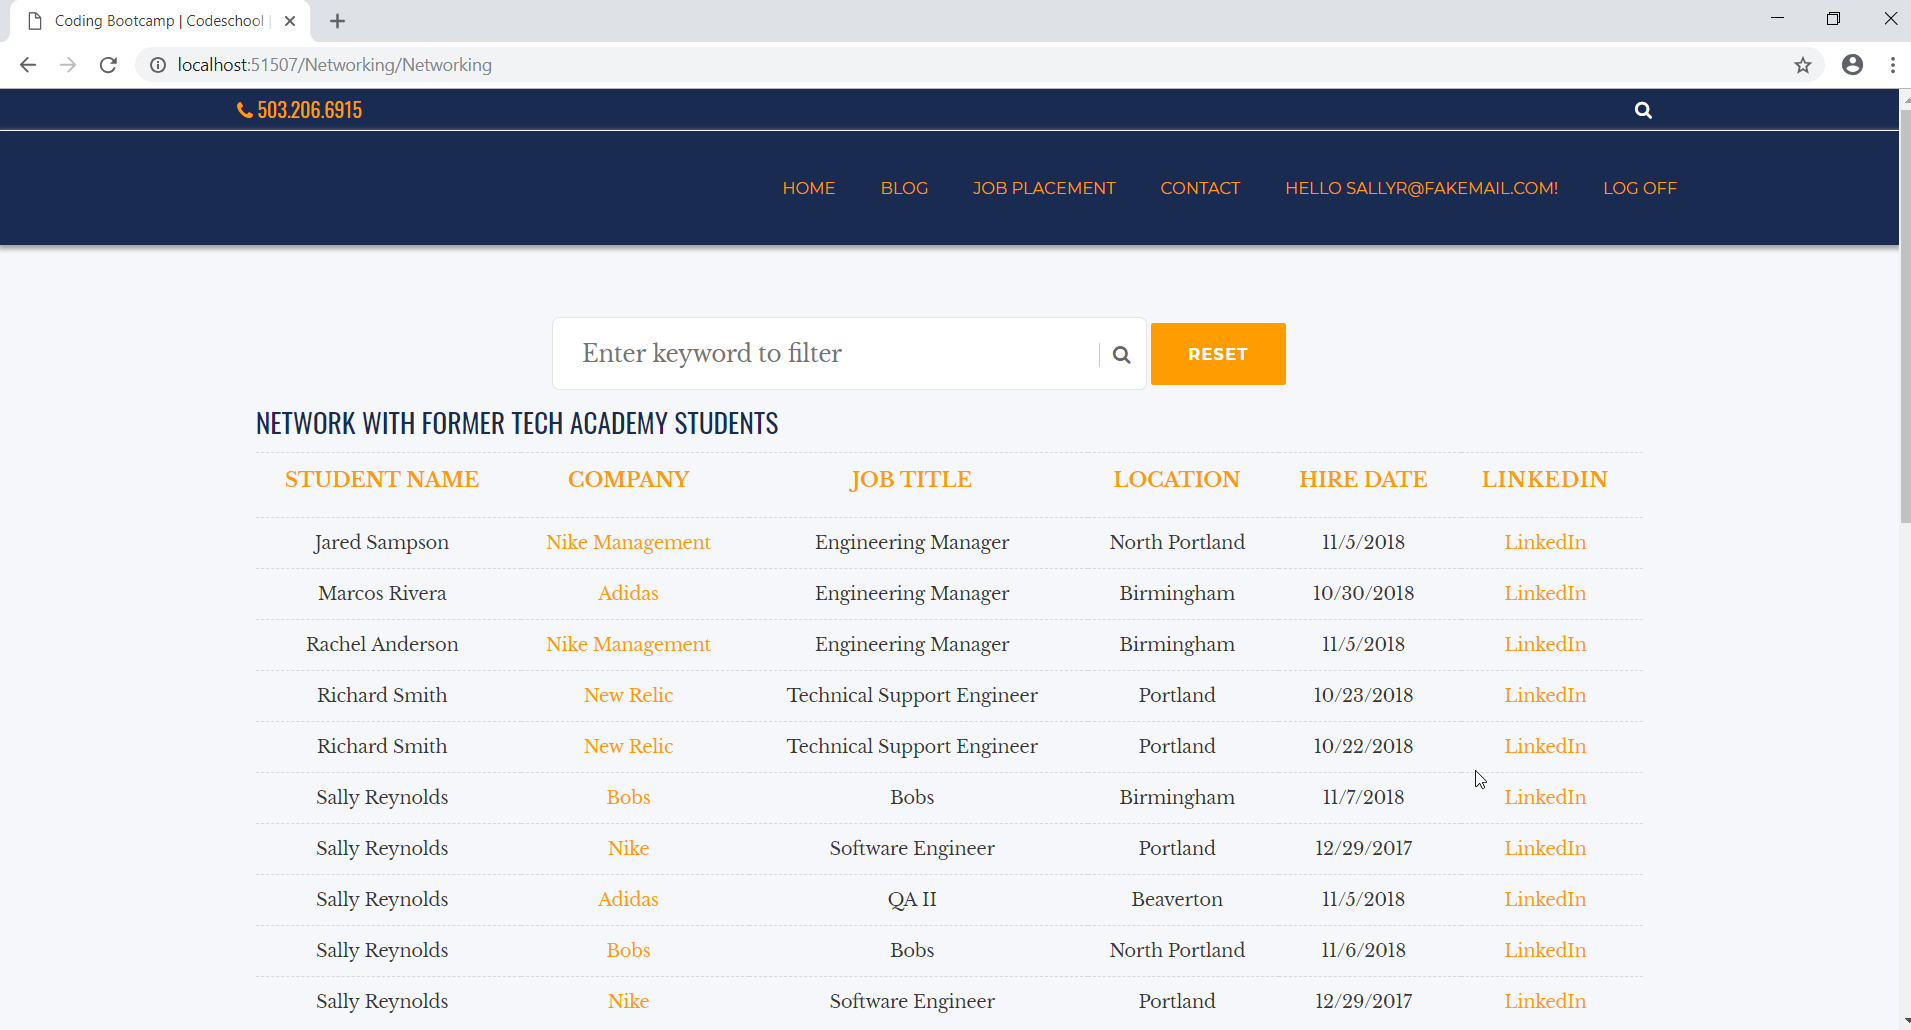 Coding Bootcamp | Codeschool |
localhost:51507/Networking/Networking
503.206.6915
HOME BLOG JOB PLACEMENT CONTACT HELLO SALLYR@FAKEMAIL.COM! LOG OFF
Enter keyword to filter RESET
NETWORK WITH FORMER TECH ACADEMY STUDENTS
STUDENT NAME COMPANY JOB TITLE LOCATION HIRE DATE LINKEDIN
Jared Sampson Nike Management Engineering Manager North Portland 11/5/2018 LinkedIn
Marcos Rivera Adidas Engineering Manager Birmingham 10/30/2018 LinkedIn
Rachel Anderson Nike Management Engineering Manager Birmingham 11/5/2018 LinkedIn
Richard Smith New Relic Technical Support Engineer Portland 10/23/2018 LinkedIn
Richard Smith New Relic Technical Support Engineer Portland 10/22/2018 LinkedIn
Sally Reynolds Bobs Bobs Birmingham 11/7/2018 LinkedIn
Sally Reynolds Nike Software Engineer Portland 12/29/2017 LinkedIn
Sally Reynolds Adidas QA II Beaverton 11/5/2018 LinkedIn
Sally Reynolds Bobs Bobs North Portland 11/6/2018 LinkedIn
Sally Reynolds Nike Software Engineer Portland 12/29/2017 LinkedIn